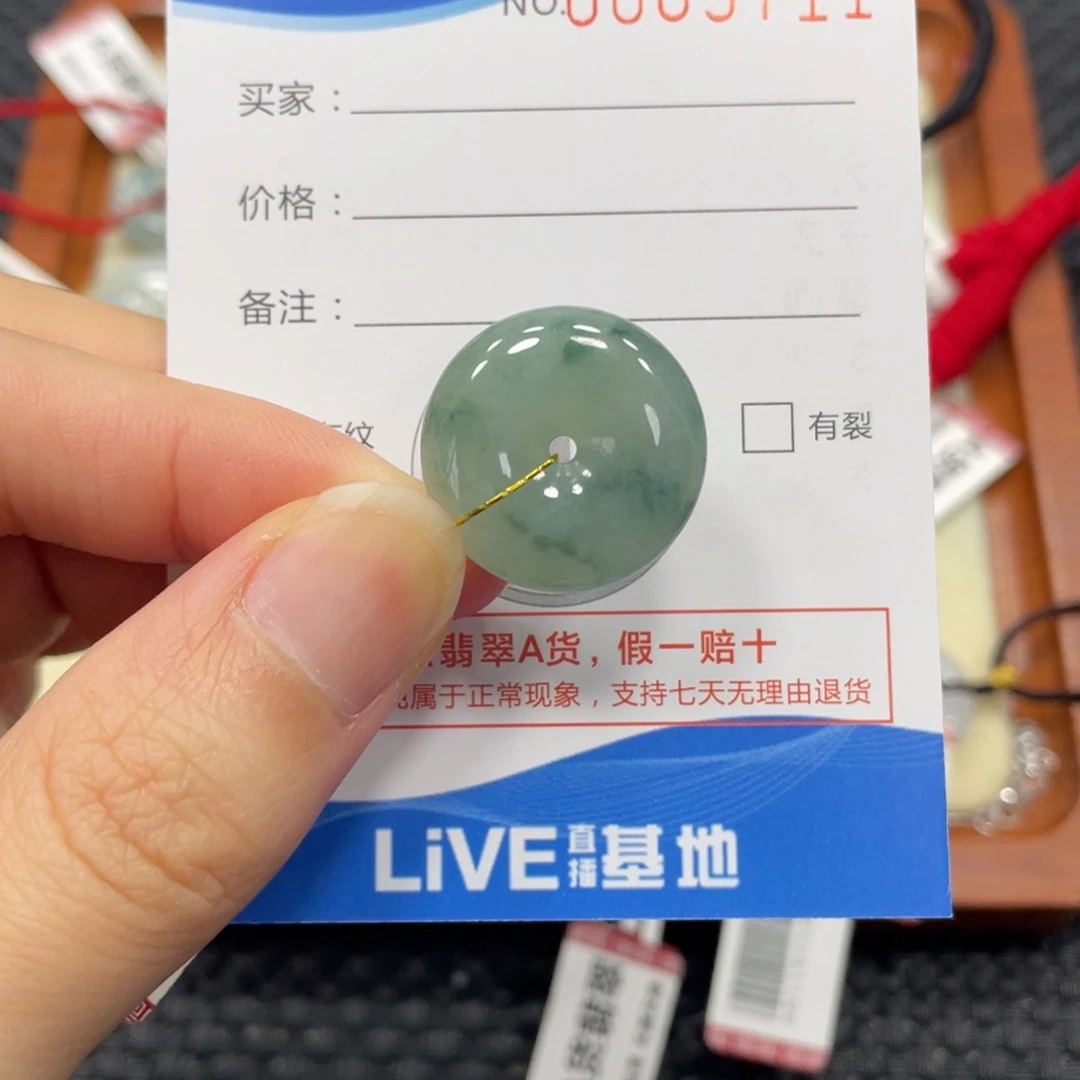 NO.
买家：
价格：
备注：
纹
有裂
翡翠A货，假一赔十
属于正常现象，支持七天无理由退货
LiVE直播基地